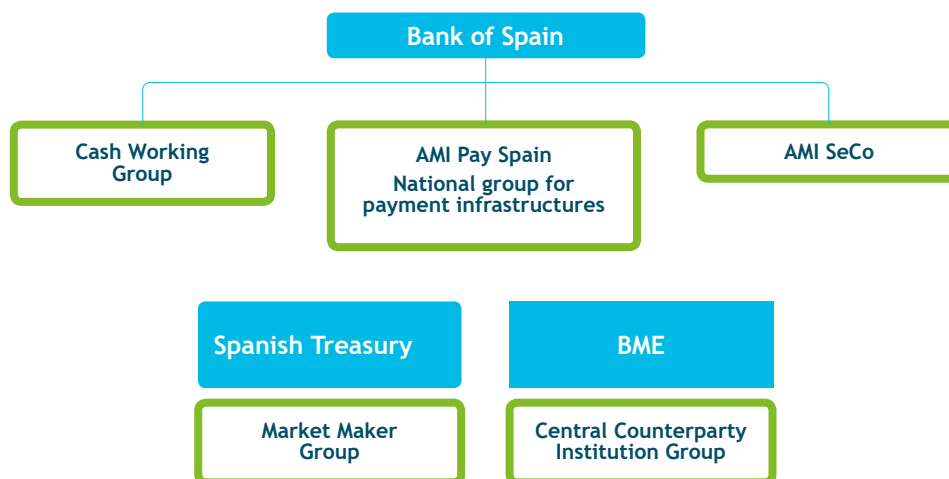 Bank of Spain
Cash Working
Group
AMI Pay Spain
National group for
payment infrastructures
AMI SeCo
Spanish Treasury
BME
Market Maker
Group
Central Counterparty
Institution Group